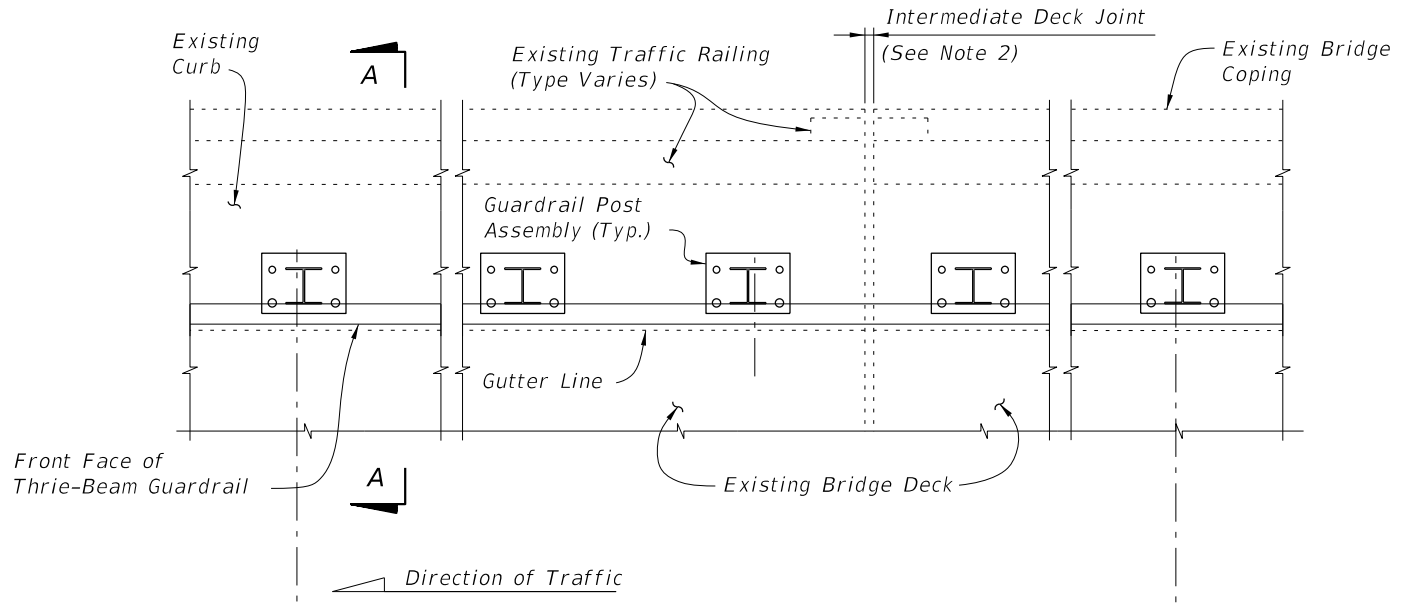 Intermediate Deck Joint
(See Note 2)
Existing
Curb
A
Existing Traffic Railing
(Type Varies)
Existing Bridge
Coping
Guardrail Post
Assembly (Typ.)
Gutter Line
Front Face of
Thrie-Beam Guardrail
A
Existing Bridge Deck
Direction of Traffic